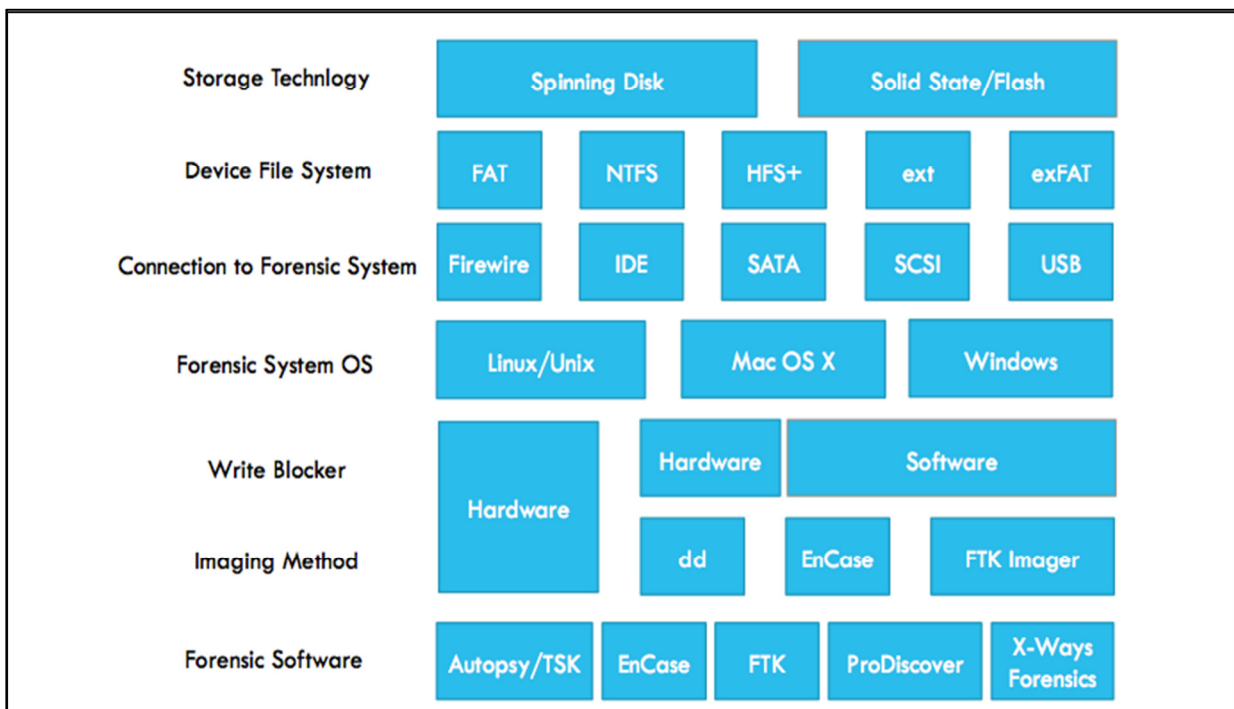 Storage Technlogy
Spinning Disk
Solid State/Flash
Device File System
FAT
NTFS
HFS+
ext
exFAT
Connection to Forensic System
Firewire
IDE
SATA
SCSI
USB
Forensic System OS
Linux/Unix
Mac OS X
Windows
Write Blocker
Hardware
Hardware
Software
Imaging Method
dd
EnCase
FTK Imager
Forensic Software
Autopsy/TSK
EnCase
FTK
ProDiscover
X-Ways
Forensics